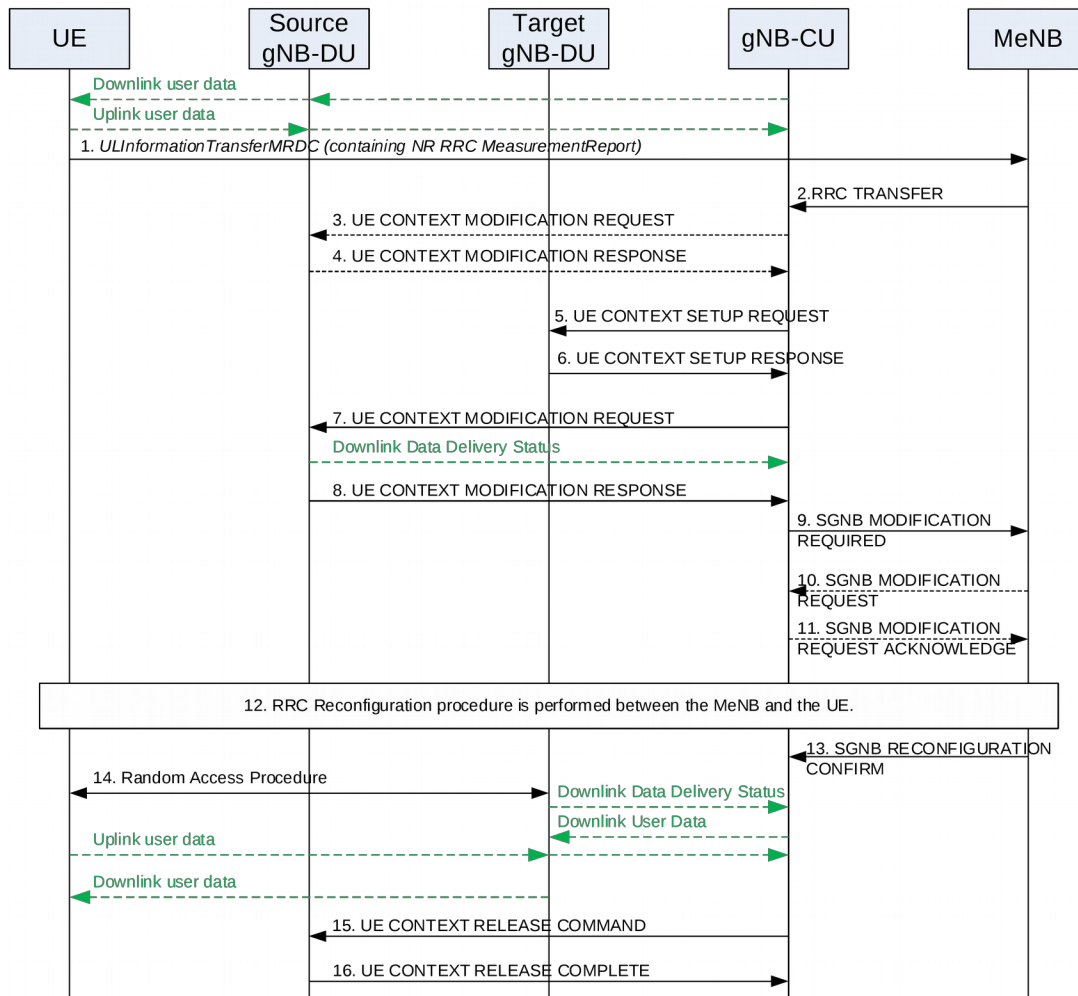 UE
Source
gNB-DU
Target
gNB-DU
gNB-CU
MeNB
Downlink user data
Uplink user data
1. ULInformationTransferMRDC (containing NR RRC MeasurementReport)
2.RRC TRANSFER
3. UE CONTEXT MODIFICATION REQUEST
4. UE CONTEXT MODIFICATION RESPONSE
5. UE CONTEXT SETUP REQUEST
6. UE CONTEXT SETUP RESPONSE
7. UE CONTEXT MODIFICATION REQUEST
Downlink Data Delivery Status
8. UE CONTEXT MODIFICATION RESPONSE
9. SGNB MODIFICATION
REQUIRED
10. SGNB MODIFICATION
REQUEST
11. SGNB MODIFICATION
REQUEST ACKNOWLEDGE
12. RRC Reconfiguration procedure is performed between the MeNB and the UE.
13. SGNB RECONFIGURATION
CONFIRM
14. Random Access Procedure
Downlink Data Delivery Status
Downlink User Data
Uplink user data
Downlink user data
15. UE CONTEXT RELEASE COMMAND
16. UE CONTEXT RELEASE COMPLETE